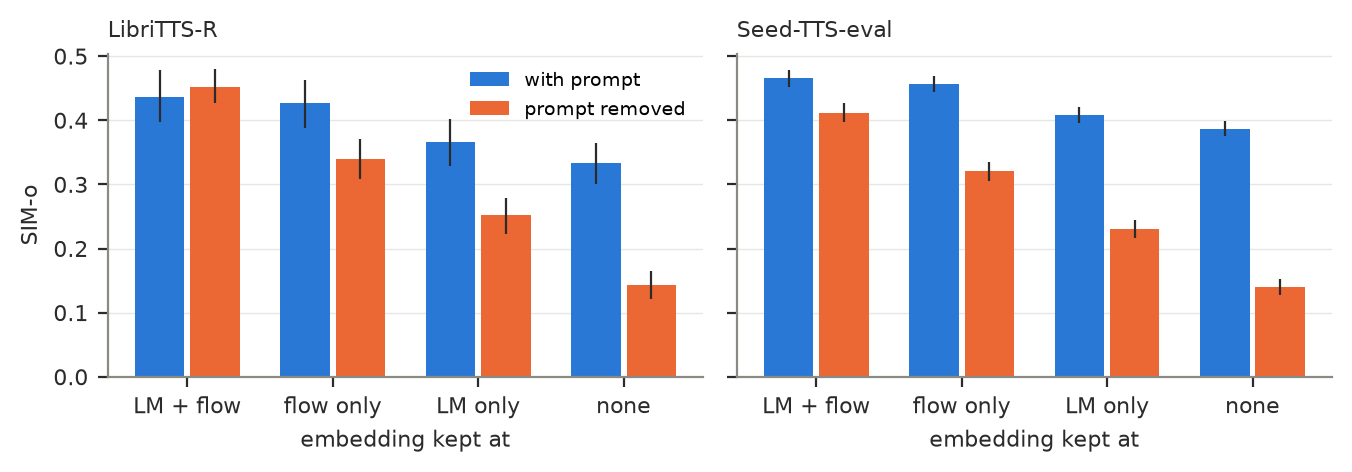 LibriTTS-R
Seed-TTS-eval
SIM-o
0.5
0.4
0.3
0.2
0.1
0.0
with prompt
prompt removed
LM + flow
flow only
LM only
none
LM + flow
flow only
LM only
none
embedding kept at
embedding kept at